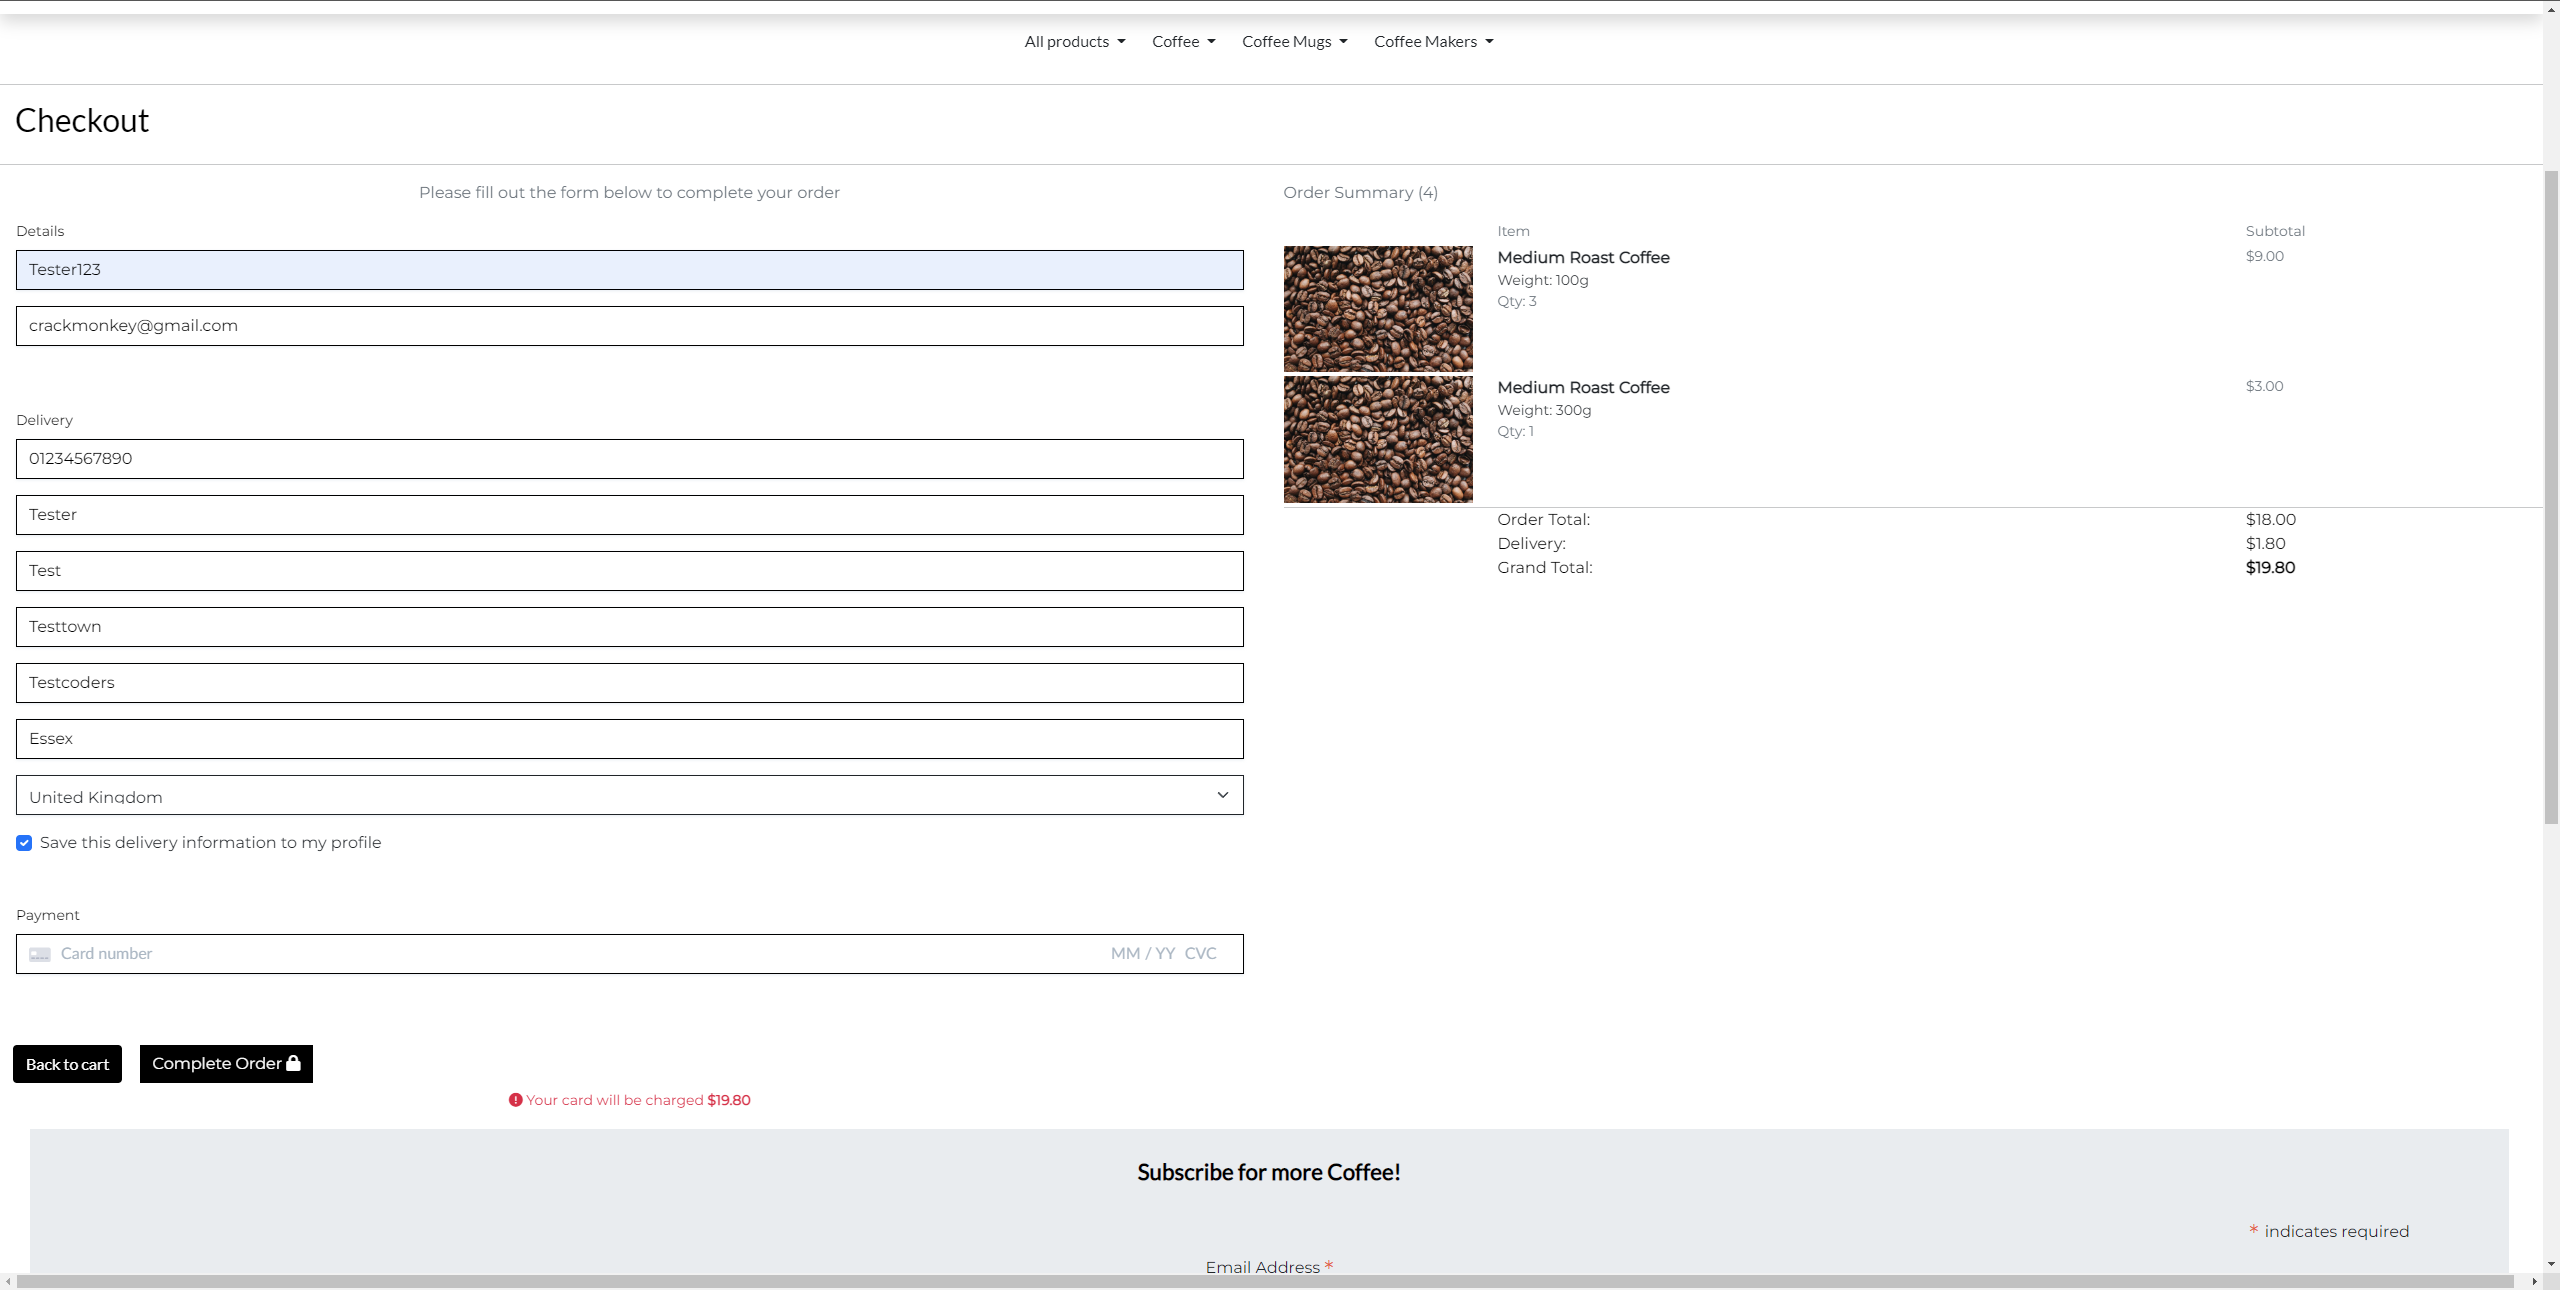 All products Coffee Coffee Mugs Coffee Makers
Checkout
Please fill out the form below to complete your order
Details
Tester123
crackmonkey@gmail.com
Delivery
01234567890
Tester
Test
Testtown
Testcoders
Essex
United Kingdom
Save this delivery information to my profile
Payment
Card number MM / YY CVC
Back to cart Complete Order
Your card will be charged $19.80
Order Summary (4)
Item Subtotal
Medium Roast Coffee $9.00
Weight: 100g
Qty: 3
Medium Roast Coffee $3.00
Weight: 300g
Qty: 1
Order Total: $18.00
Delivery: $1.80
Grand Total: $19.80
Subscribe for more Coffee!
* indicates required
Email Address *